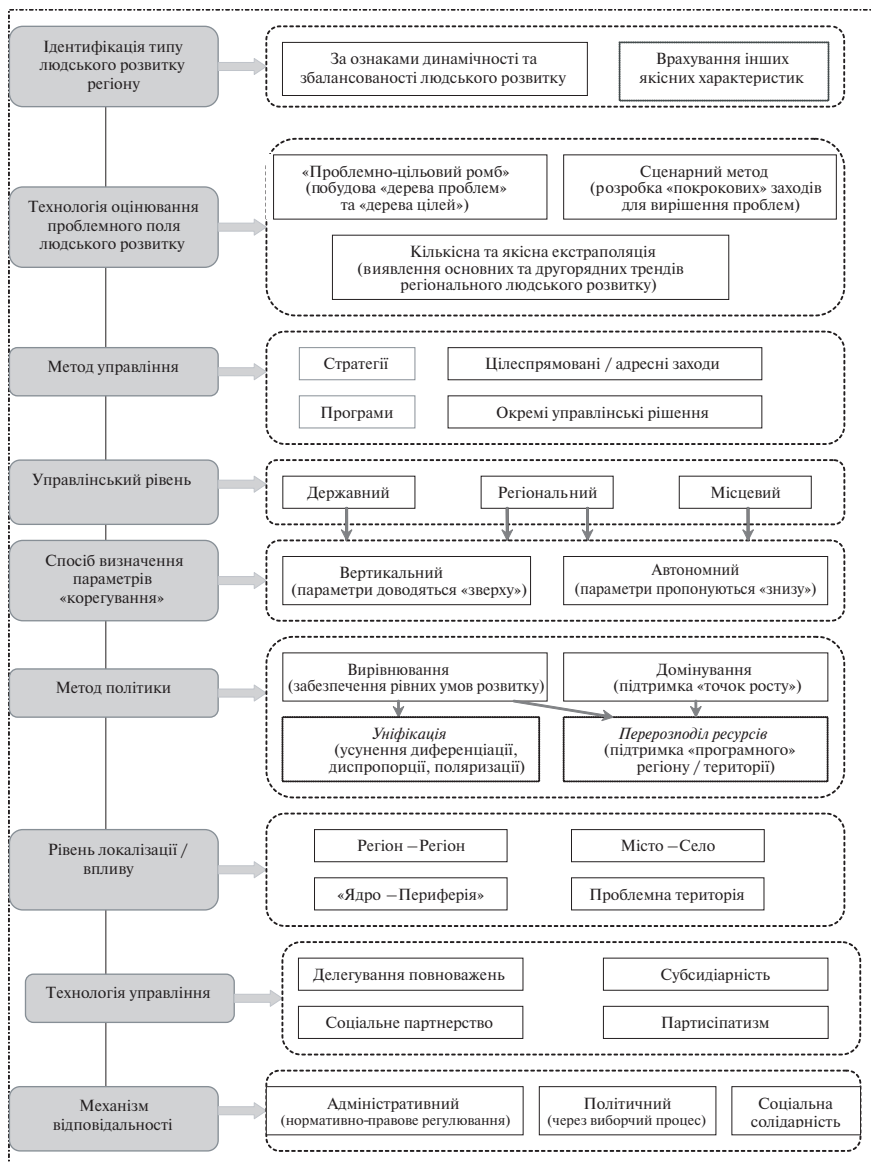 Ідентифікація типу
людського розвитку
регіону
За ознаками динамічності та
збалансованості людського розвитку
Врахування інших
якісних характеристик
Технологія оцінювання
проблемного поля
людського розвитку
«Проблемно-цільовий ромб»
(побудова «дерева проблем»
та «дерева цілей»)
Сценарний метод
(розробка «покрокових» заходів
для вирішення проблем)
Кількісна та якісна екстраполяція
(виявлення основних та другорядних трендів
регіонального людського розвитку)
Метод управління
Стратегії
Цілеспрямовані / адресні заходи
Програми
Окремі управлінські рішення
Управлінський рівень
Державний
Регіональний
Місцевий
Спосіб визначення
параметрів
«корегування»
Вертикальний
(параметри доводяться «зверху»)
Автономний
(параметри пропонуються «знизу»)
Метод політики
Вирівнювання
(забезпечення рівних умов розвитку)
Домінування
(підтримка «точок росту»)
Уніфікація
(усунення диференціації,
диспропорції, поляризації)
Перерозподіл ресурсів
(підтримка «програмного»
регіону / території)
Рівень локалізації /
впливу
Регіон – Регіон
Місто – Село
«Ядро – Периферія»
Проблемна територія
Технологія управління
Делегування повноважень
Субсидіарність
Соціальне партнерство
Партисіпатизм
Механізм
відповідальності
Адміністративний
(нормативно-правове регулювання)
Політичний
(через виборчий процес)
Соціальна
солідарність